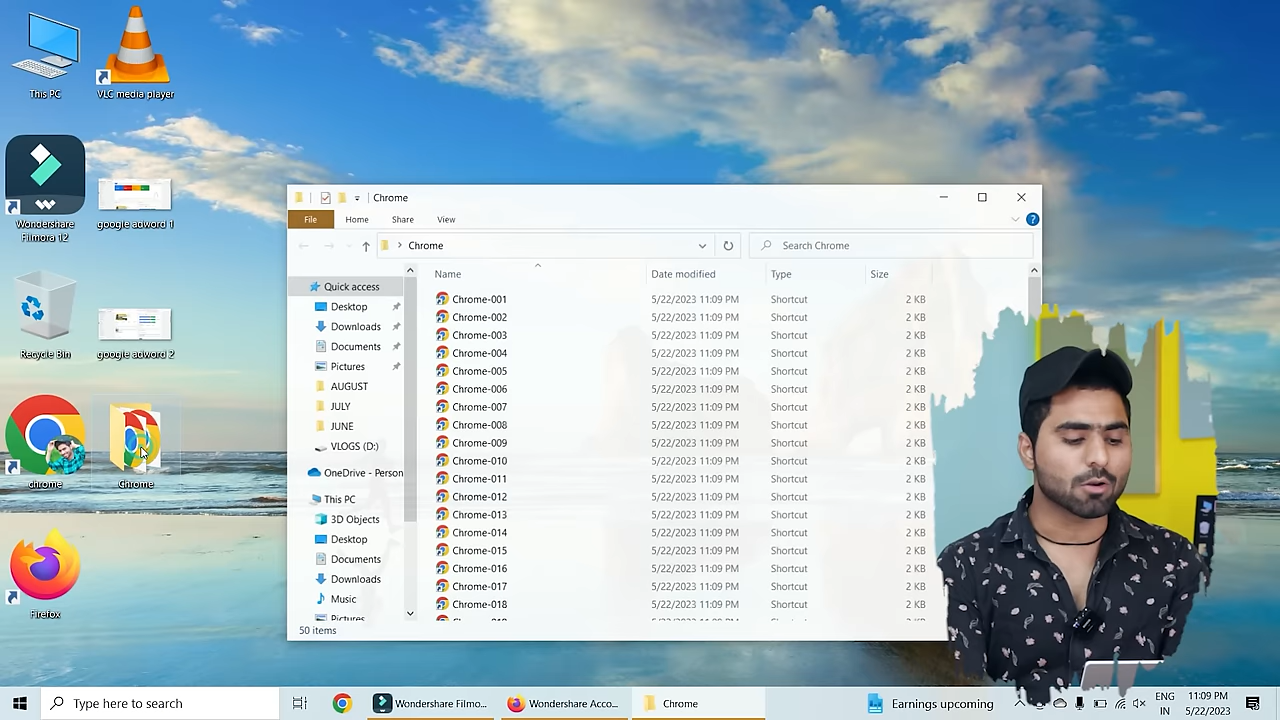 This PC
VLC media player
Wondershare
Filmora 12
google adword 1
Recycle Bin
google adword 2
chrome
Chrome
Firefox
Chrome
File
Home
Share
View
Chrome
Search Chrome
Name
Date modified
Type
Size
Quick access
Desktop
Downloads
Documents
Pictures
AUGUST
JULY
JUNE
VLOGS (D:)
OneDrive - Person
This PC
3D Objects
Desktop
Documents
Downloads
Music
Pictures
Chrome-001 5/22/2023 11:09 PM Shortcut 2 KB
Chrome-002 5/22/2023 11:09 PM Shortcut 2 KB
Chrome-003 5/22/2023 11:09 PM Shortcut 2 KB
Chrome-004 5/22/2023 11:09 PM Shortcut 2 KB
Chrome-005 5/22/2023 11:09 PM Shortcut 2 KB
Chrome-006 5/22/2023 11:09 PM Shortcut 2 KB
Chrome-007 5/22/2023 11:09 PM Shortcut 2 KB
Chrome-008 5/22/2023 11:09 PM Shortcut 2 KB
Chrome-009 5/22/2023 11:09 PM Shortcut 2 KB
Chrome-010 5/22/2023 11:09 PM Shortcut 2 KB
Chrome-011 5/22/2023 11:09 PM Shortcut 2 KB
Chrome-012 5/22/2023 11:09 PM Shortcut 2 KB
Chrome-013 5/22/2023 11:09 PM Shortcut 2 KB
Chrome-014 5/22/2023 11:09 PM Shortcut 2 KB
Chrome-015 5/22/2023 11:09 PM Shortcut 2 KB
Chrome-016 5/22/2023 11:09 PM Shortcut 2 KB
Chrome-017 5/22/2023 11:09 PM Shortcut 2 KB
Chrome-018 5/22/2023 11:09 PM Shortcut 2 KB
50 items
Type here to search
Wondershare Filmo...
Wondershare Acco...
Chrome
Earnings upcoming
ENG
IN
11:09 PM
5/22/2023